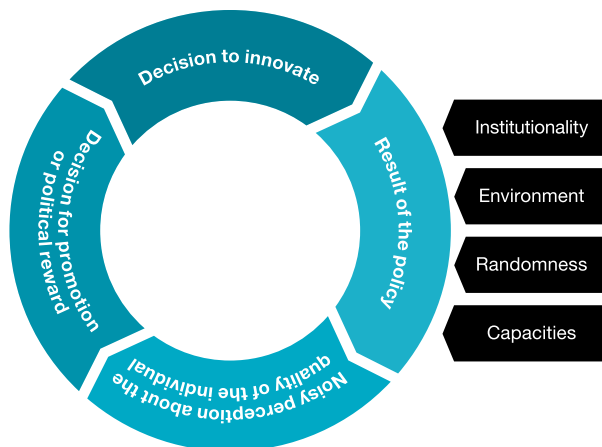 Decision to innovate
Result of the policy
Institutionality
Environment
Randomness
Capacities
Noisy perception about the
quality of the individual
Decision for promotion
or political reward